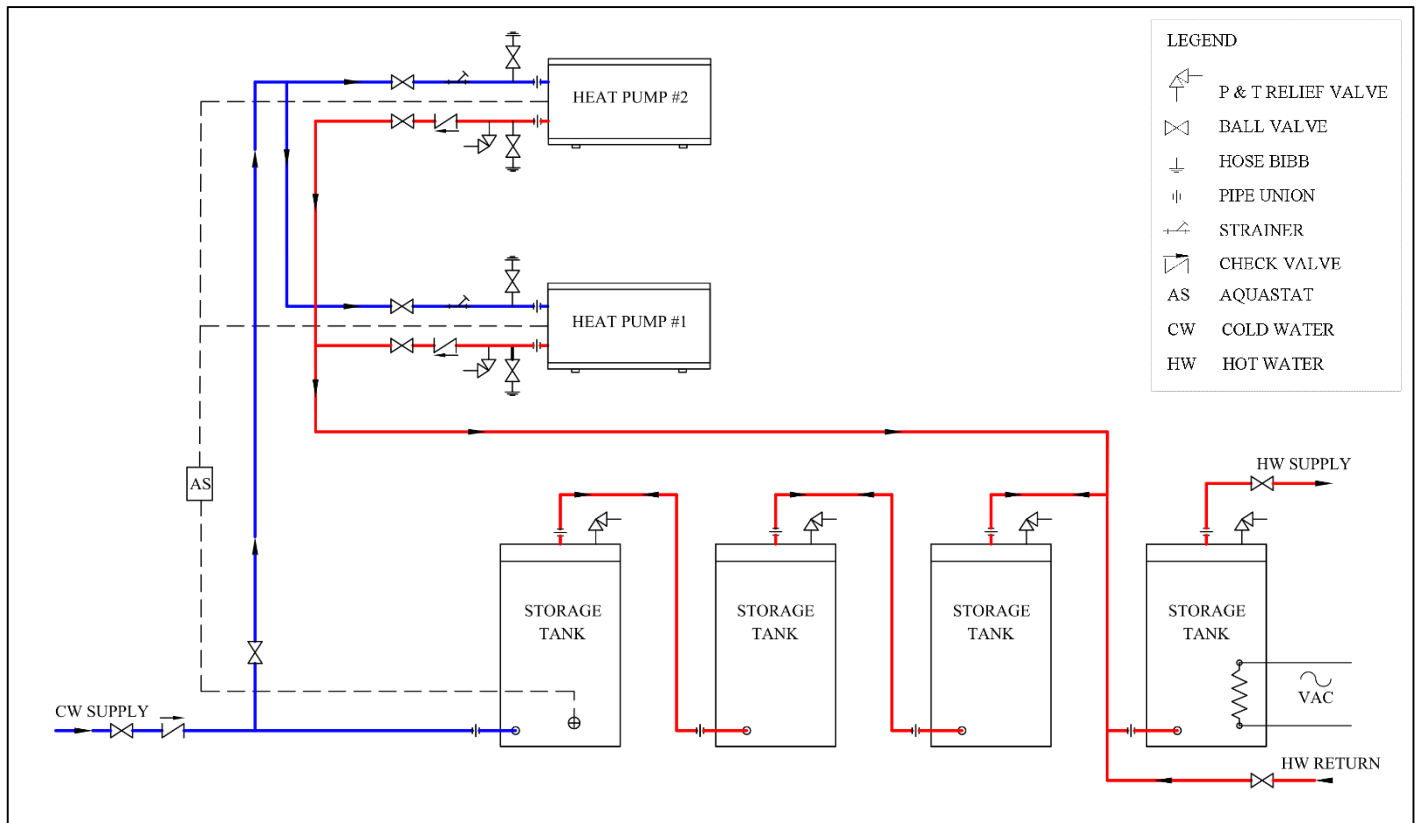 LEGEND
P & T RELIEF VALVE
BALL VALVE
HOSE BIBB
PIPE UNION
STRAINER
CHECK VALVE
AS AQUASTAT
CW COLD WATER
HW HOT WATER
HEAT PUMP #2
HEAT PUMP #1
AS
HW SUPPLY
STORAGE
TANK
STORAGE
TANK
STORAGE
TANK
STORAGE
TANK
VAC
CW SUPPLY
HW RETURN